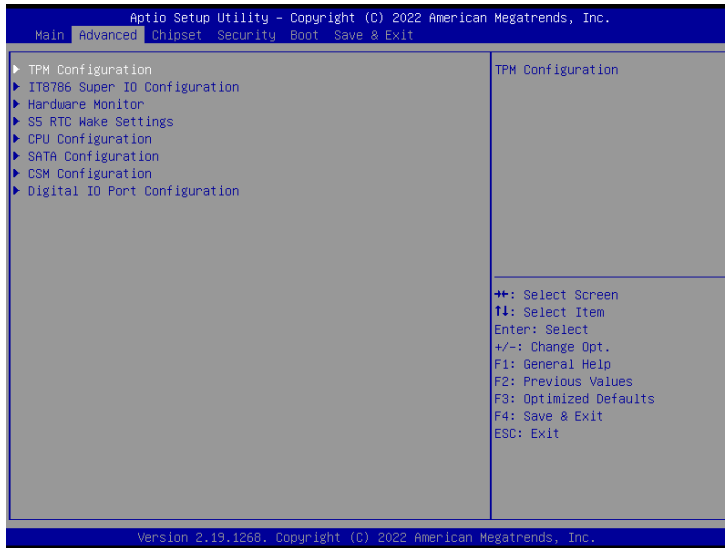 Aptio Setup Utility – Copyright (C) 2022 American Megatrends, Inc.
Main Advanced Chipset Security Boot Save & Exit
TPM Configuration
IT8786 Super IO Configuration
Hardware Monitor
S5 RTC Wake Settings
CPU Configuration
SATA Configuration
CSM Configuration
Digital IO Port Configuration
TPM Configuration
→←: Select Screen
↑↓: Select Item
Enter: Select
+/-: Change Opt.
F1: General Help
F2: Previous Values
F3: Optimized Defaults
F4: Save & Exit
ESC: Exit
Version 2.19.1268. Copyright (C) 2022 American Megatrends, Inc.